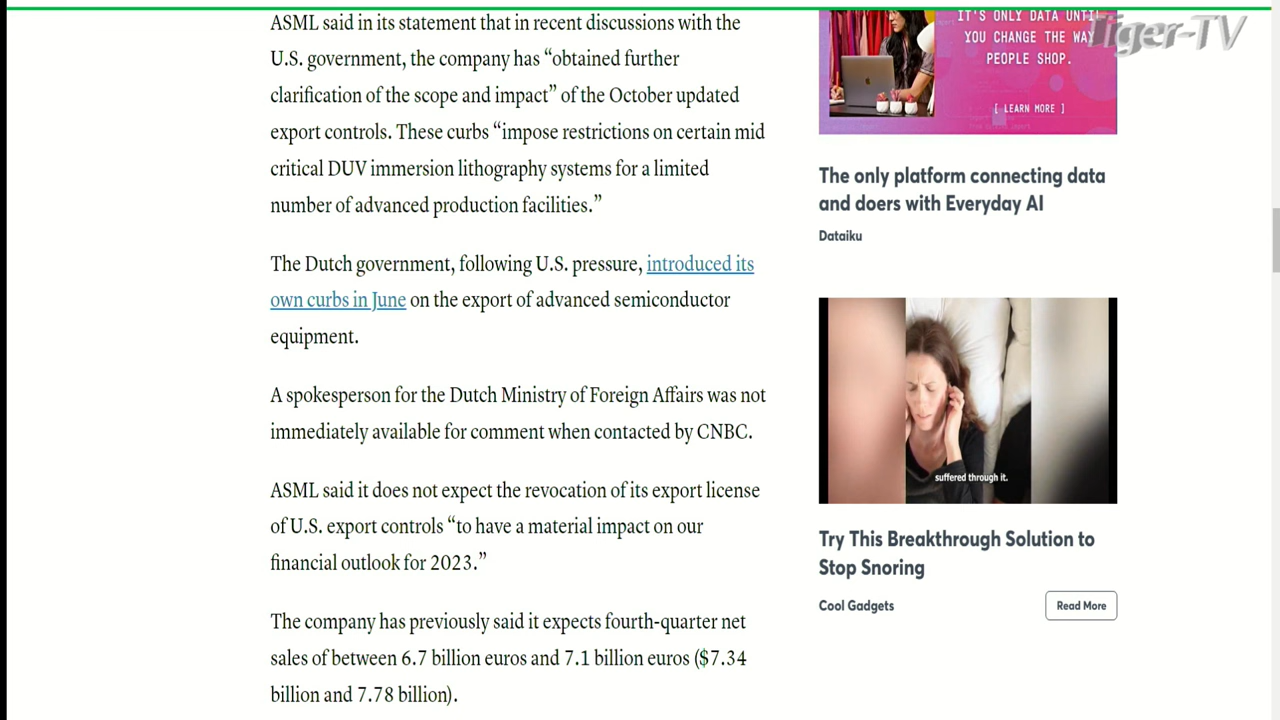 ASML said in its statement that in recent discussions with the
U.S. government, the company has “obtained further
clarification of the scope and impact” of the October updated
export controls. These curbs “impose restrictions on certain mid
critical DUV immersion lithography systems for a limited
number of advanced production facilities.”
The Dutch government, following U.S. pressure, introduced its
own curbs in June on the export of advanced semiconductor
equipment.
A spokesperson for the Dutch Ministry of Foreign Affairs was not
immediately available for comment when contacted by CNBC.
ASML said it does not expect the revocation of its export license
of U.S. export controls “to have a material impact on our
financial outlook for 2023.”
The company has previously said it expects fourth-quarter net
sales of between 6.7 billion euros and 7.1 billion euros ($7.34
billion and 7.78 billion).
Tiger-TV
IT'S ONLY DATA UNTIL
YOU CHANGE THE WAY
PEOPLE SHOP.
[ LEARN MORE ]
The only platform connecting data
and doers with Everyday AI
Dataiku
suffered through it.
Try This Breakthrough Solution to
Stop Snoring
Cool Gadgets
Read More